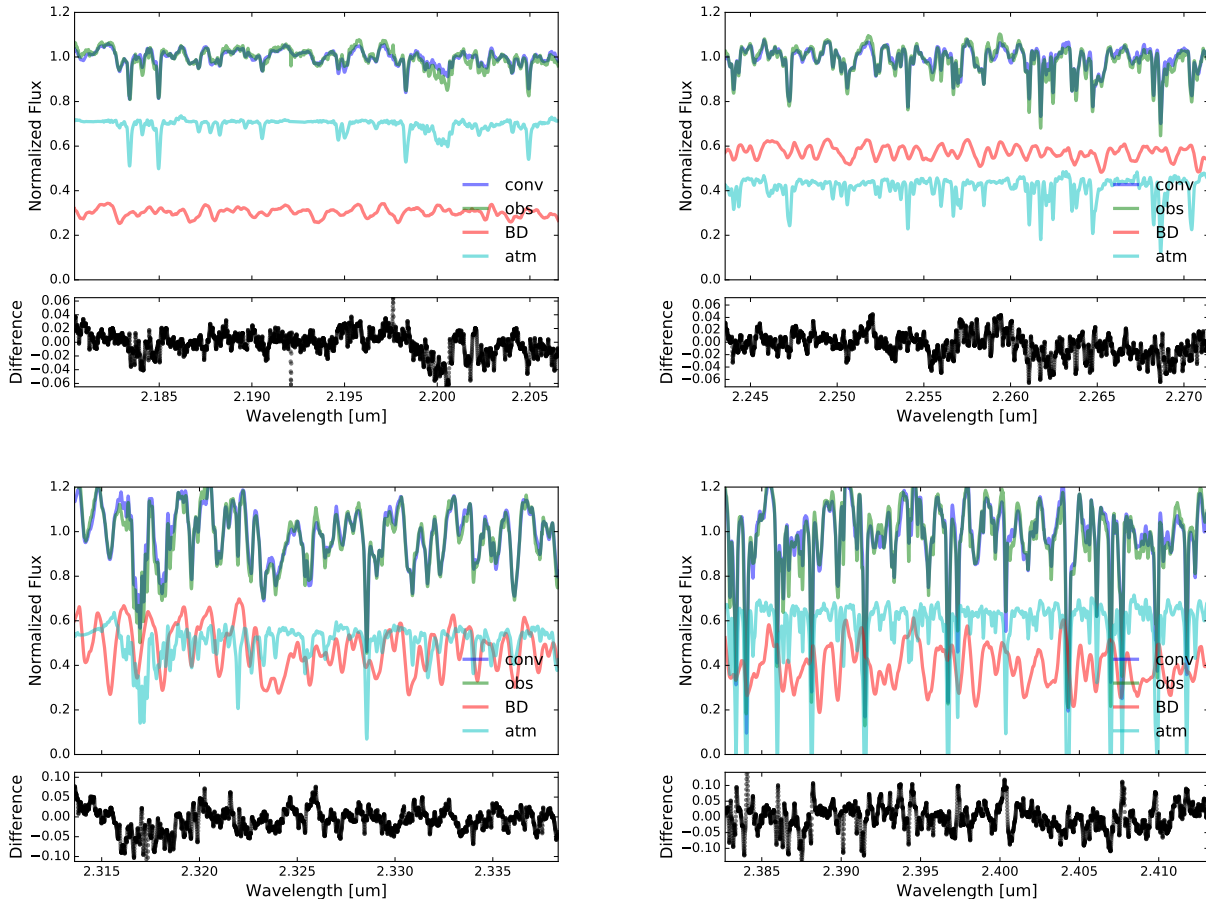 1.2
1.0
0.8
0.6
0.4
0.2
0.0
Normalized Flux
conv
obs
BD
atm
0.06
0.04
0.02
0.00
−0.02
−0.04
−0.06
Difference
2.185 2.190 2.195 2.200 2.205
Wavelength [um]
1.2
1.0
0.8
0.6
0.4
0.2
0.0
Normalized Flux
conv
obs
BD
atm
0.06
0.04
0.02
0.00
−0.02
−0.04
−0.06
Difference
2.245 2.250 2.255 2.260 2.265 2.270
Wavelength [um]
1.2
1.0
0.8
0.6
0.4
0.2
0.0
Normalized Flux
conv
obs
BD
atm
0.10
0.05
0.00
−0.05
−0.10
Difference
2.315 2.320 2.325 2.330 2.335
Wavelength [um]
1.2
1.0
0.8
0.6
0.4
0.2
0.0
Normalized Flux
conv
obs
BD
atm
0.10
0.05
0.00
−0.05
−0.10
Difference
2.385 2.390 2.395 2.400 2.405 2.410
Wavelength [um]